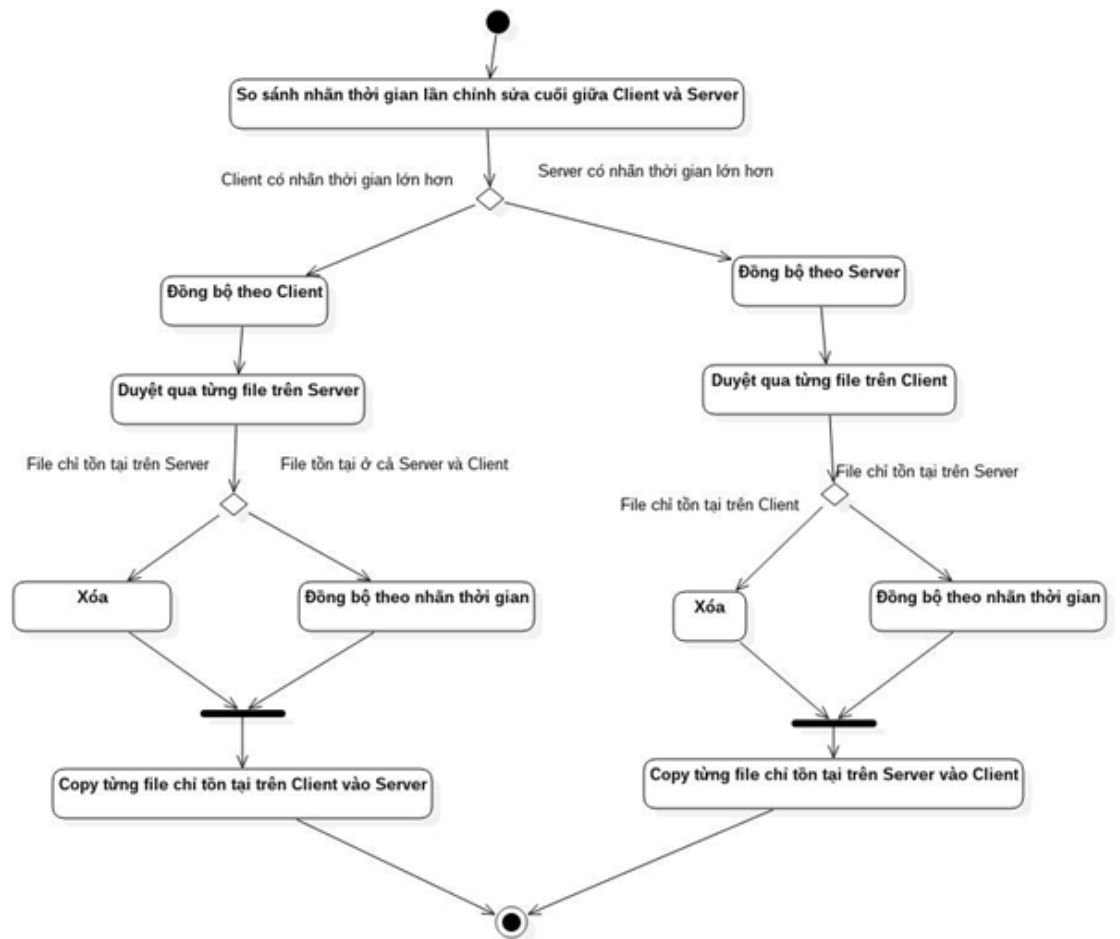 So sánh nhãn thời gian lần chỉnh sửa cuối giữa Client và Server
Client có nhãn thời gian lớn hơn
Server có nhãn thời gian lớn hơn
Đồng bộ theo Client
Đồng bộ theo Server
Duyệt qua từng file trên Server
Duyệt qua từng file trên Client
File chỉ tồn tại trên Server
File tồn tại ở cả Server và Client
File chỉ tồn tại trên Client
File chỉ tồn tại trên Server
Xóa
Đồng bộ theo nhãn thời gian
Xóa
Đồng bộ theo nhãn thời gian
Copy từng file chỉ tồn tại trên Client vào Server
Copy từng file chỉ tồn tại trên Server vào Client